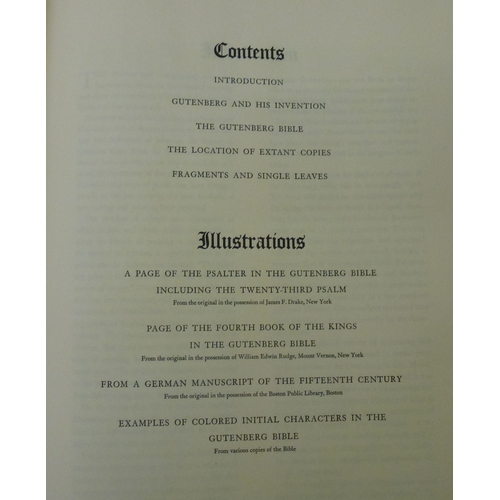 Contents
INTRODUCTION
GUTENBERG AND HIS INVENTION
THE GUTENBERG BIBLE
THE LOCATION OF EXTANT COPIES
FRAGMENTS AND SINGLE LEAVES
Illustrations
A PAGE OF THE PSALTER IN THE GUTENBERG BIBLE
INCLUDING THE TWENTY-THIRD PSALM
From the original in the possession of James F. Drake, New York
PAGE OF THE FOURTH BOOK OF THE KINGS
IN THE GUTENBERG BIBLE
From the original in the possession of William Edwin Rudge, Mount Vernon, New York
FROM A GERMAN MANUSCRIPT OF THE FIFTEENTH CENTURY
From the original in the possession of the Boston Public Library, Boston
EXAMPLES OF COLORED INITIAL CHARACTERS IN THE
GUTENBERG BIBLE
From various copies of the Bible